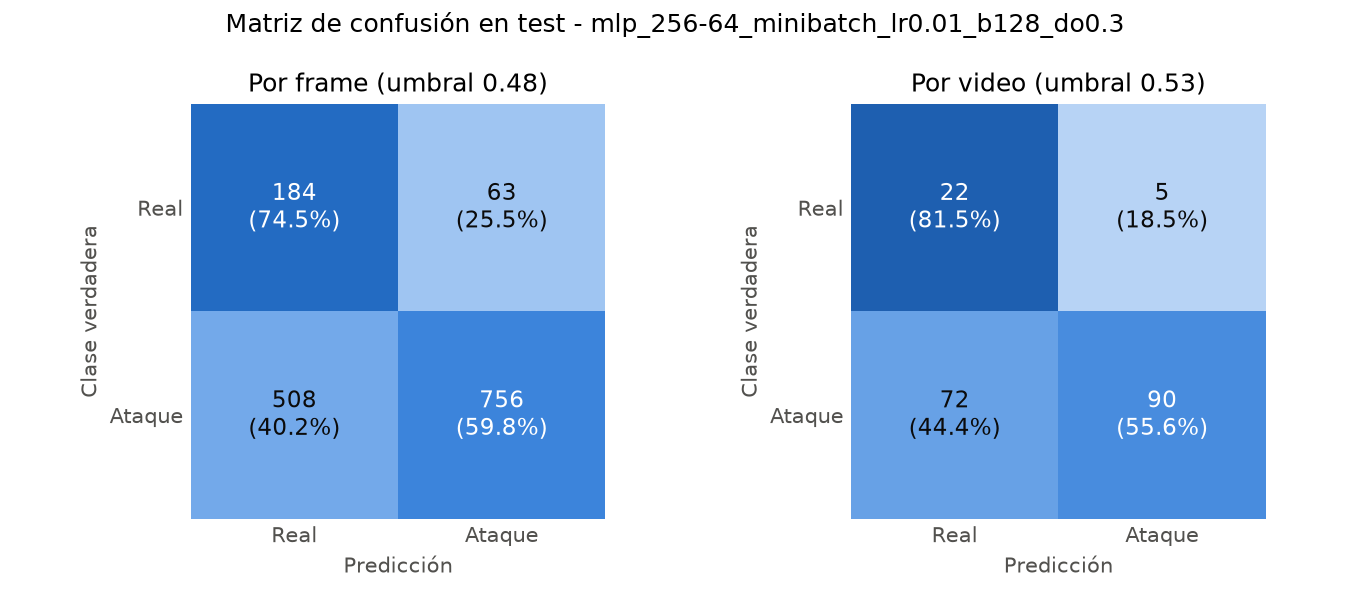 Matriz de confusión en test - mlp_256-64_minibatch_lr0.01_b128_do0.3
Por frame (umbral 0.48)
Clase verdadera
Real
184
(74.5%)
63
(25.5%)
Ataque
508
(40.2%)
756
(59.8%)
Real
Ataque
Predicción
Por video (umbral 0.53)
Clase verdadera
Real
22
(81.5%)
5
(18.5%)
Ataque
72
(44.4%)
90
(55.6%)
Real
Ataque
Predicción